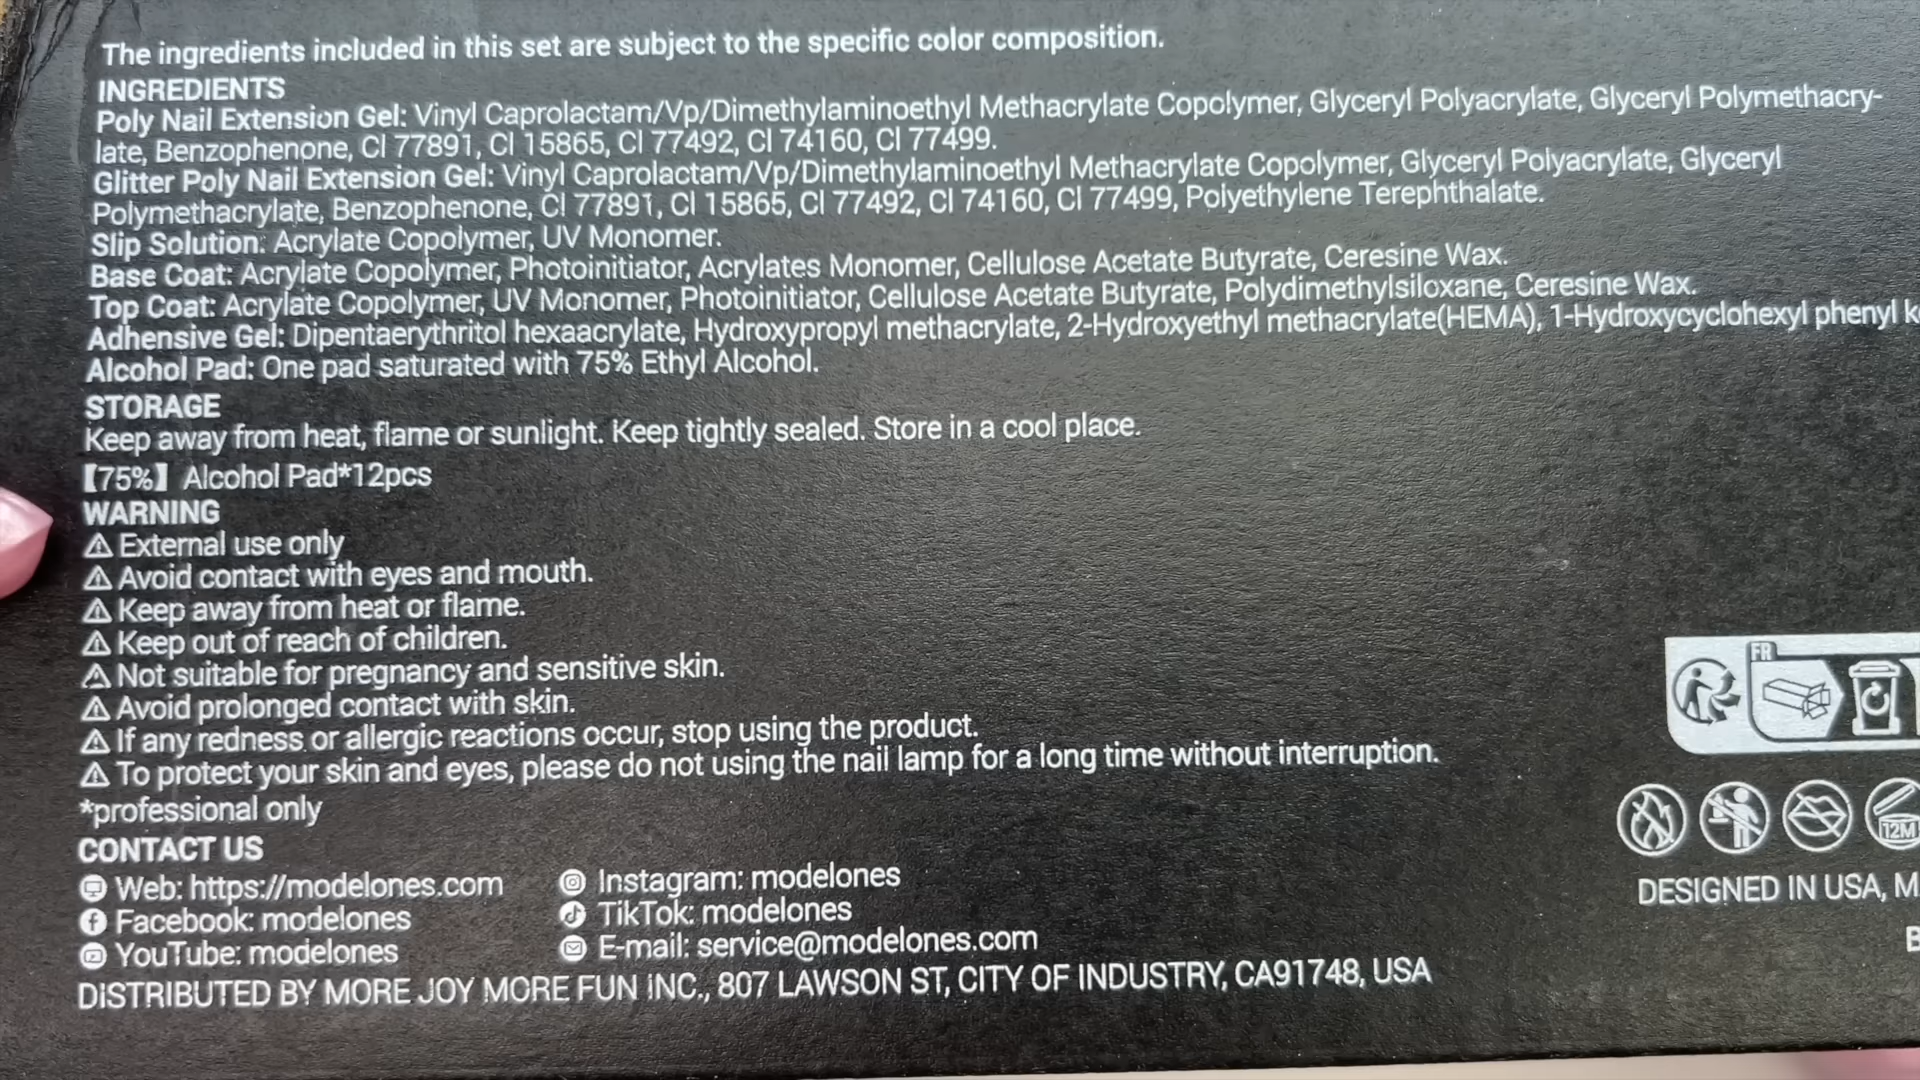 The ingredients included in this set are subject to the specific color composition.
INGREDIENTS
Poly Nail Extension Gel: Vinyl Caprolactam/Vp/Dimethylaminoethyl Methacrylate Copolymer, Glyceryl Polyacrylate, Glyceryl Polymethacry-
late, Benzophenone, Cl 77891, Cl 15865, Cl 77492, Cl 74160, Cl 77499.
Glitter Poly Nail Extension Gel: Vinyl Caprolactam/Vp/Dimethylaminoethyl Methacrylate Copolymer, Glyceryl Polyacrylate, Glyceryl
Polymethacrylate, Benzophenone, Cl 77891, Cl 15865, Cl 77492, Cl 74160, Cl 77499, Polyethylene Terephthalate.
Slip Solution: Acrylate Copolymer, UV Monomer.
Base Coat: Acrylate Copolymer, Photoinitiator, Acrylates Monomer, Cellulose Acetate Butyrate, Ceresine Wax.
Top Coat: Acrylate Copolymer, UV Monomer, Photoinitiator, Cellulose Acetate Butyrate, Polydimethylsiloxane, Ceresine Wax.
Adhensive Gel: Dipentaerythritol hexaacrylate, Hydroxypropyl methacrylate, 2-Hydroxyethyl methacrylate(HEMA), 1-Hydroxycyclohexyl phenyl
Alcohol Pad: One pad saturated with 75% Ethyl Alcohol.
STORAGE
Keep away from heat, flame or sunlight. Keep tightly sealed. Store in a cool place.
【75%】 Alcohol Pad*12pcs
WARNING
⚠ External use only
⚠ Avoid contact with eyes and mouth.
⚠ Keep away from heat or flame.
⚠ Keep out of reach of children.
⚠ Not suitable for pregnancy and sensitive skin.
⚠ Avoid prolonged contact with skin.
⚠ If any redness or allergic reactions occur, stop using the product.
⚠ To protect your skin and eyes, please do not using the nail lamp for a long time without interruption.
*professional only
CONTACT US
Web: https://modelones.com
Facebook: modelones
YouTube: modelones
Instagram: modelones
TikTok: modelones
E-mail: service@modelones.com
DISTRIBUTED BY MORE JOY MORE FUN INC., 807 LAWSON ST, CITY OF INDUSTRY, CA91748, USA
FR
12M
DESIGNED IN USA, M